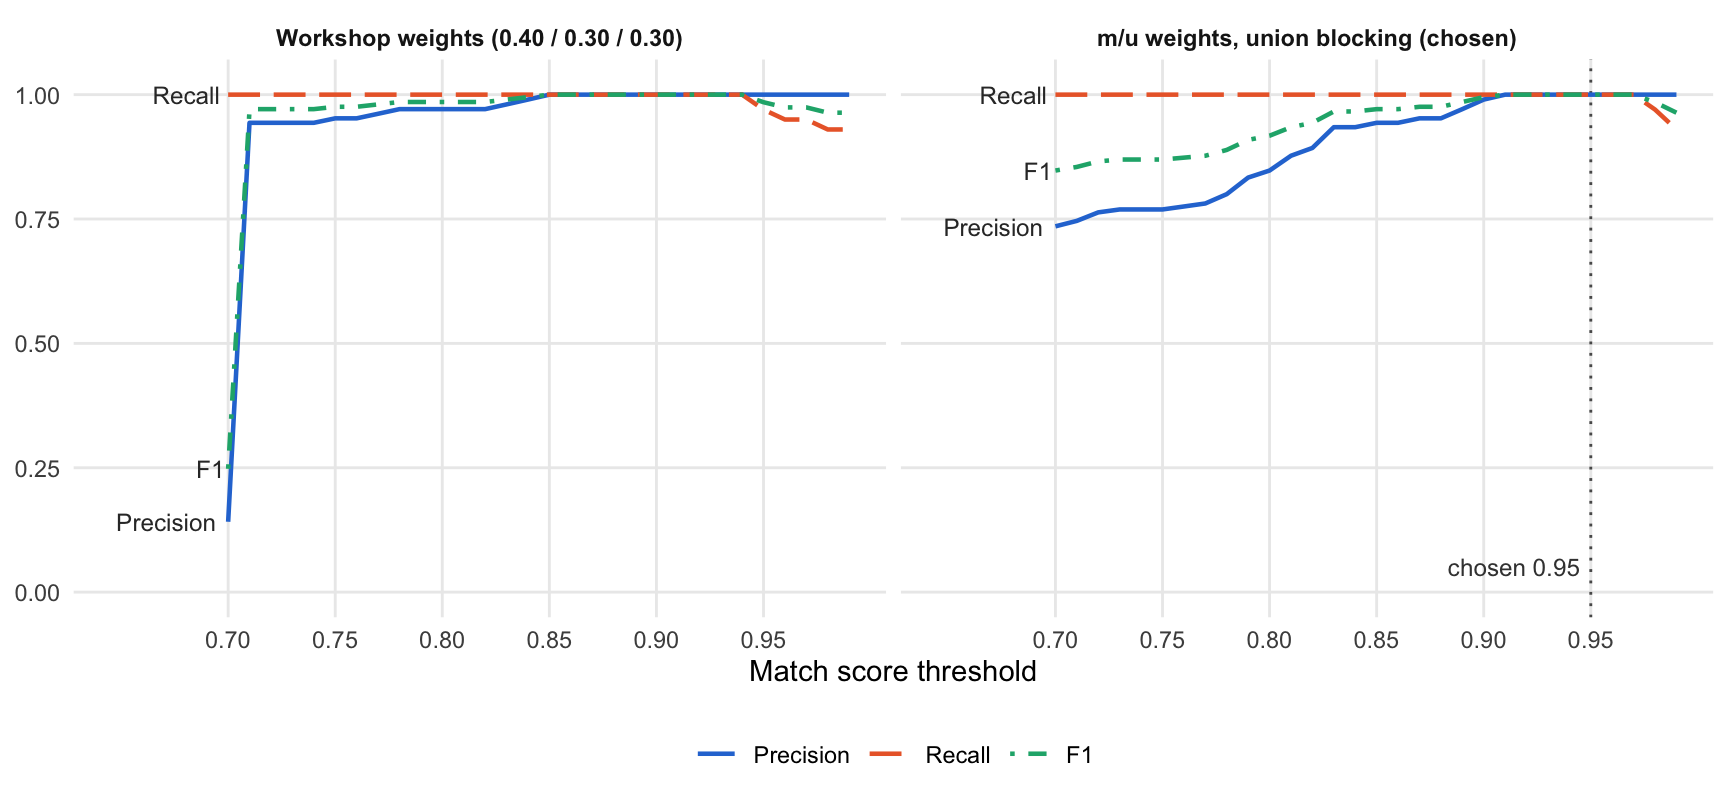 Workshop weights (0.40 / 0.30 / 0.30)
m/u weights, union blocking (chosen)
1.00
0.75
0.50
0.25
0.00
Recall
F1
Precision
Recall
F1
Precision
chosen 0.95
0.70 0.75 0.80 0.85 0.90 0.95
0.70 0.75 0.80 0.85 0.90 0.95
Match score threshold
Precision Recall F1